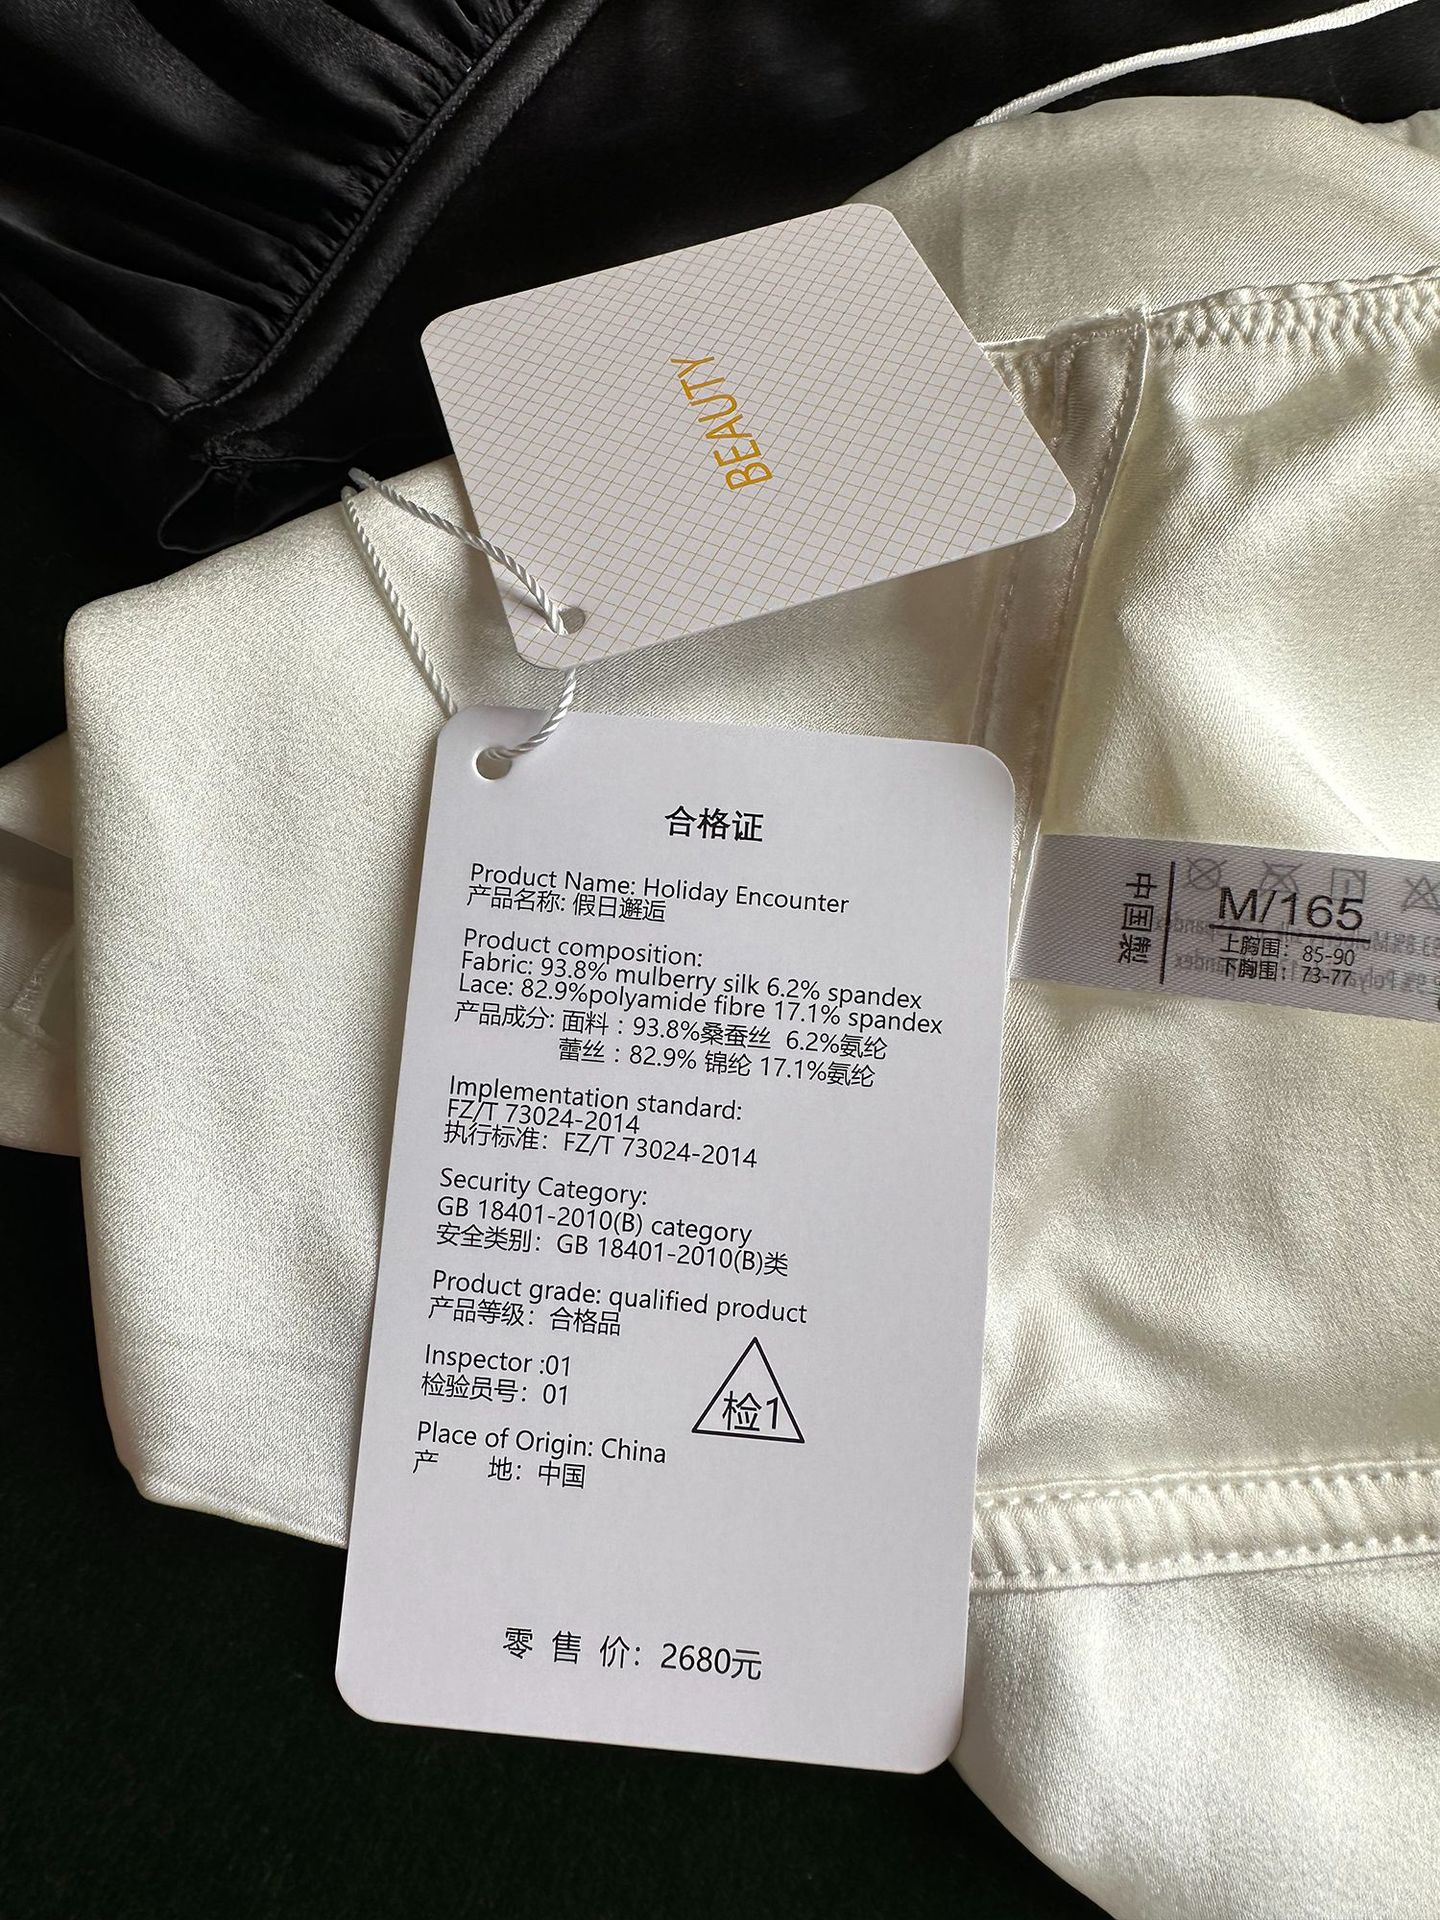 BEAUTY
合格证
Product Name: Holiday Encounter
产品名称: 假日邂逅
Product composition:
Fabric: 93.8% mulberry silk 6.2% spandex
Lace: 82.9%polyamide fibre 17.1% spandex
产品成分: 面料：93.8%桑蚕丝 6.2%氨纶
蕾丝：82.9% 锦纶 17.1%氨纶
Implementation standard:
FZ/T 73024-2014
执行标准：FZ/T 73024-2014
Security Category:
GB 18401-2010(B) category
安全类别：GB 18401-2010(B)类
Product grade: qualified product
产品等级：合格品
Inspector :01
检验员号：01
检1
Place of Origin: China
产 地：中国
零 售 价：2680元
中国製
M/165
上胸围：85-90
下胸围：73-77